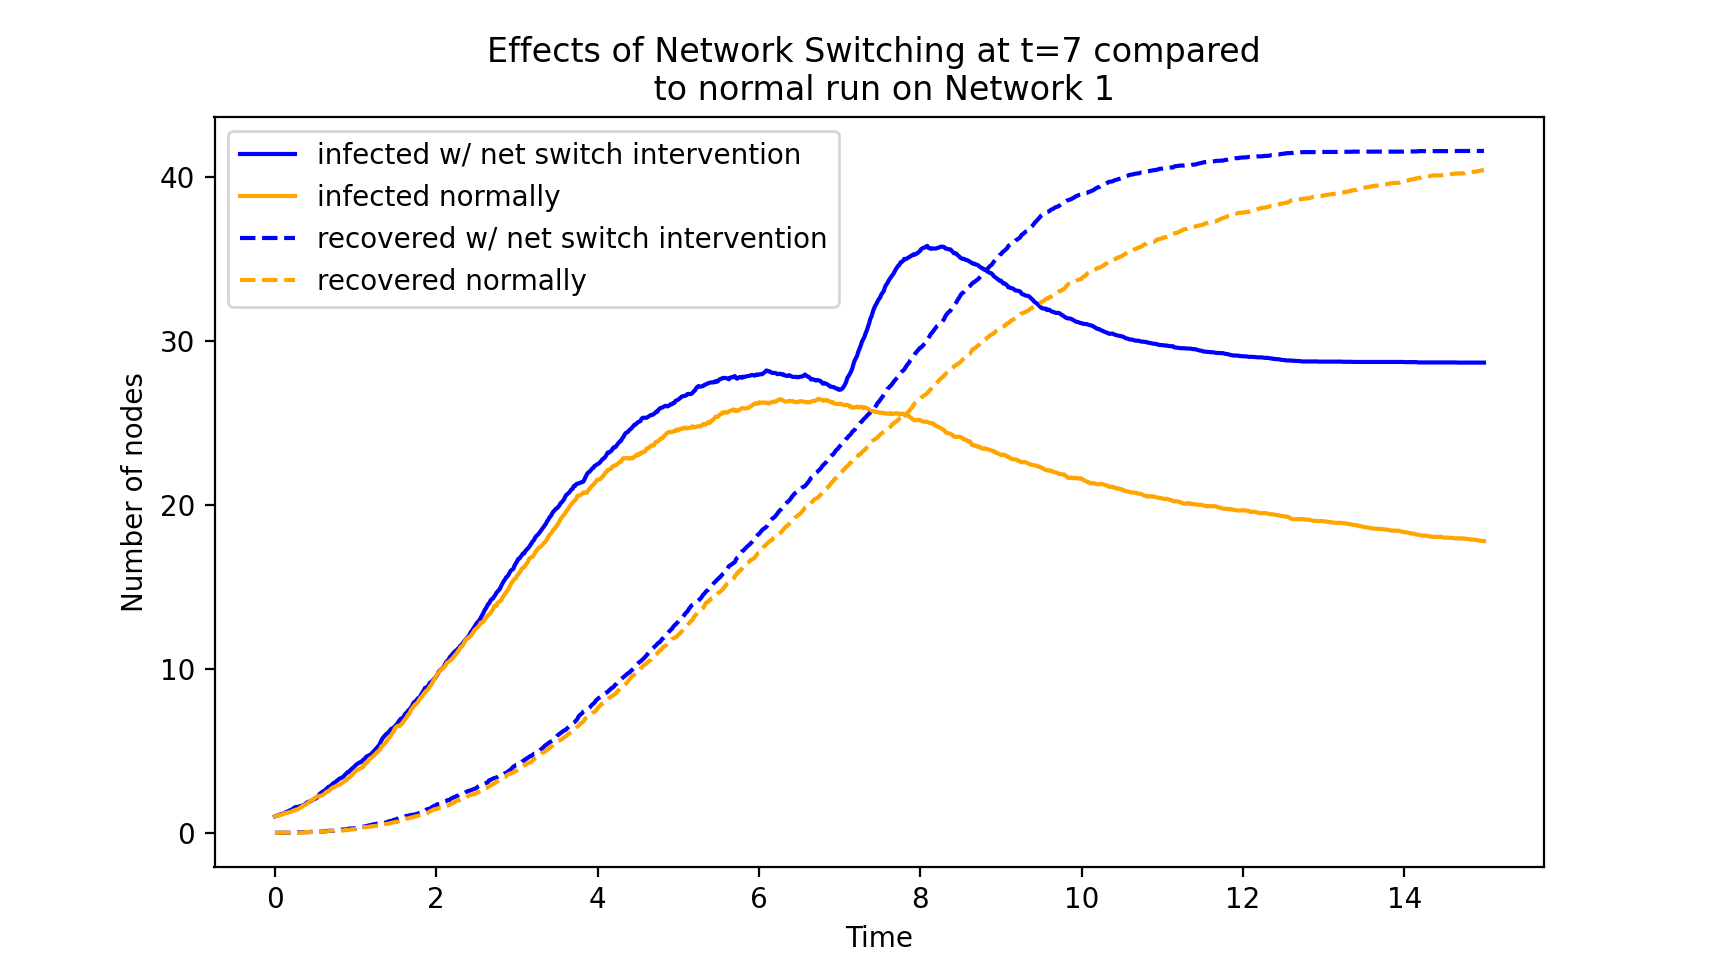 Effects of Network Switching at t=7 compared
to normal run on Network 1
infected w/ net switch intervention
infected normally
recovered w/ net switch intervention
recovered normally
40
30
20
10
0
Number of nodes
0 2 4 6 8 10 12 14
Time